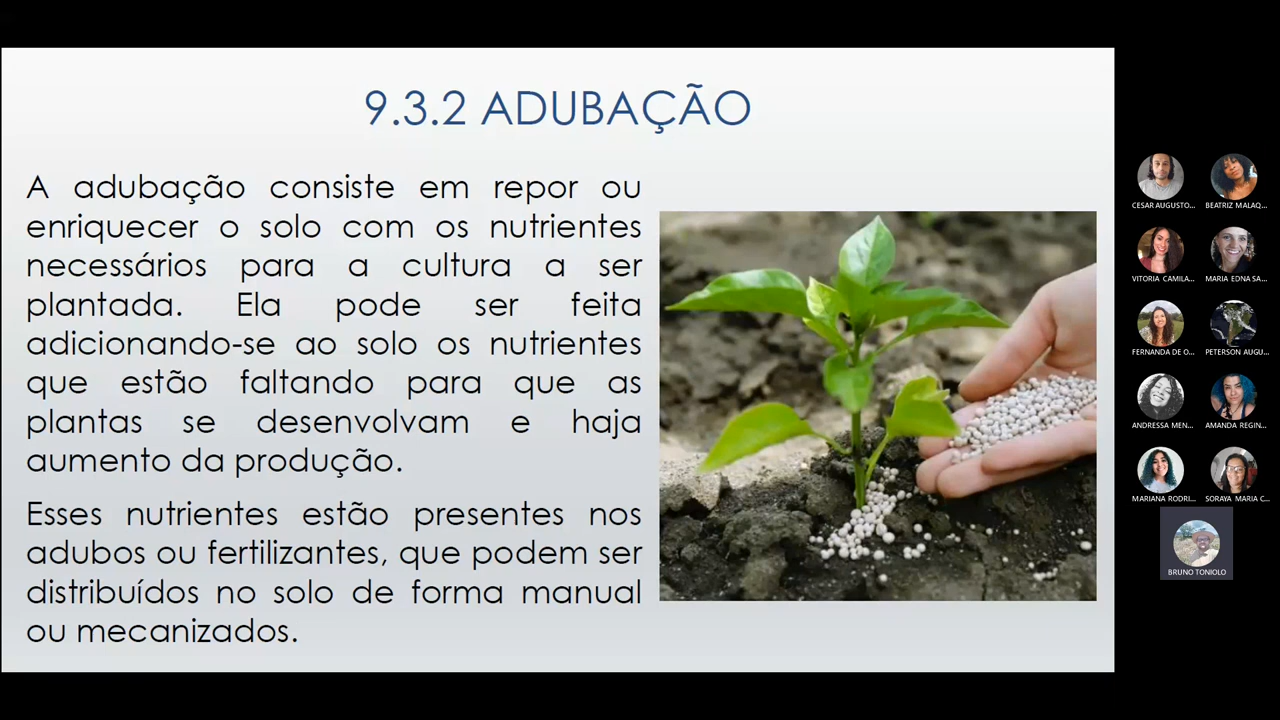 9.3.2 ADUBAÇÃO
A adubação consiste em repor ou
enriquecer o solo com os nutrientes
necessários para a cultura a ser
plantada. Ela pode ser feita
adicionando-se ao solo os nutrientes
que estão faltando para que as
plantas se desenvolvam e haja
aumento da produção.
Esses nutrientes estão presentes nos
adubos ou fertilizantes, que podem ser
distribuídos no solo de forma manual
ou mecanizados.
CESAR AUGUSTO...
BEATRIZ MALAQ...
VITORIA CAMILA...
MARIA EDNA SA...
FERNANDA DE O...
PETERSON AUGU...
ANDRESSA MEN...
AMANDA REGIN...
MARIANA RODRI...
SORAYA MARIA C...
BRUNO TONIOLO